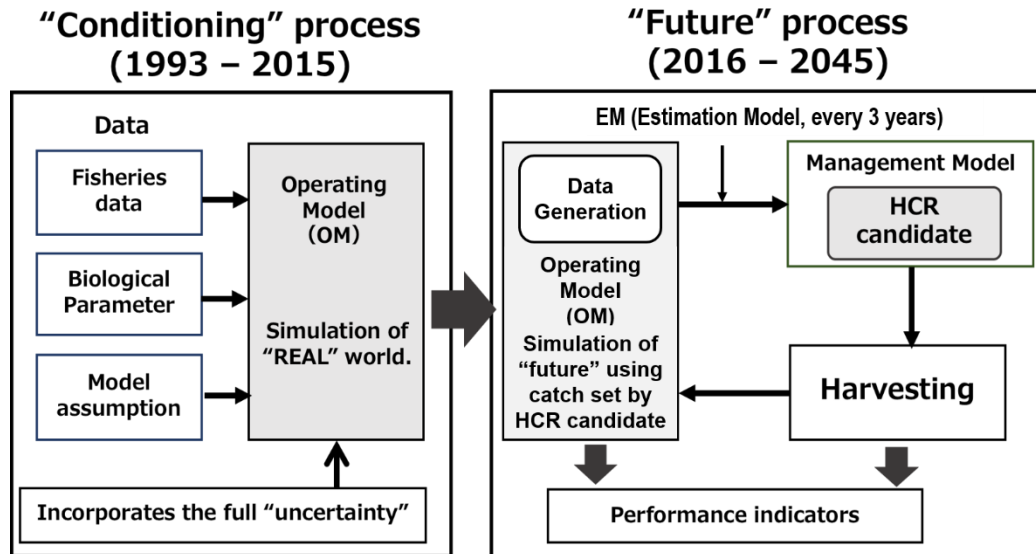 “Conditioning” process
(1993 – 2015)
Data
Fisheries
data
Biological
Parameter
Model
assumption
Operating
Model
(OM)
Simulation of
“REAL” world.
Incorporates the full “uncertainty”
“Future” process
(2016 – 2045)
EM (Estimation Model, every 3 years)
Data
Generation
Operating
Model
(OM)
Simulation of
“future” using
catch set by
HCR candidate
Management Model
HCR
candidate
Harvesting
Performance indicators